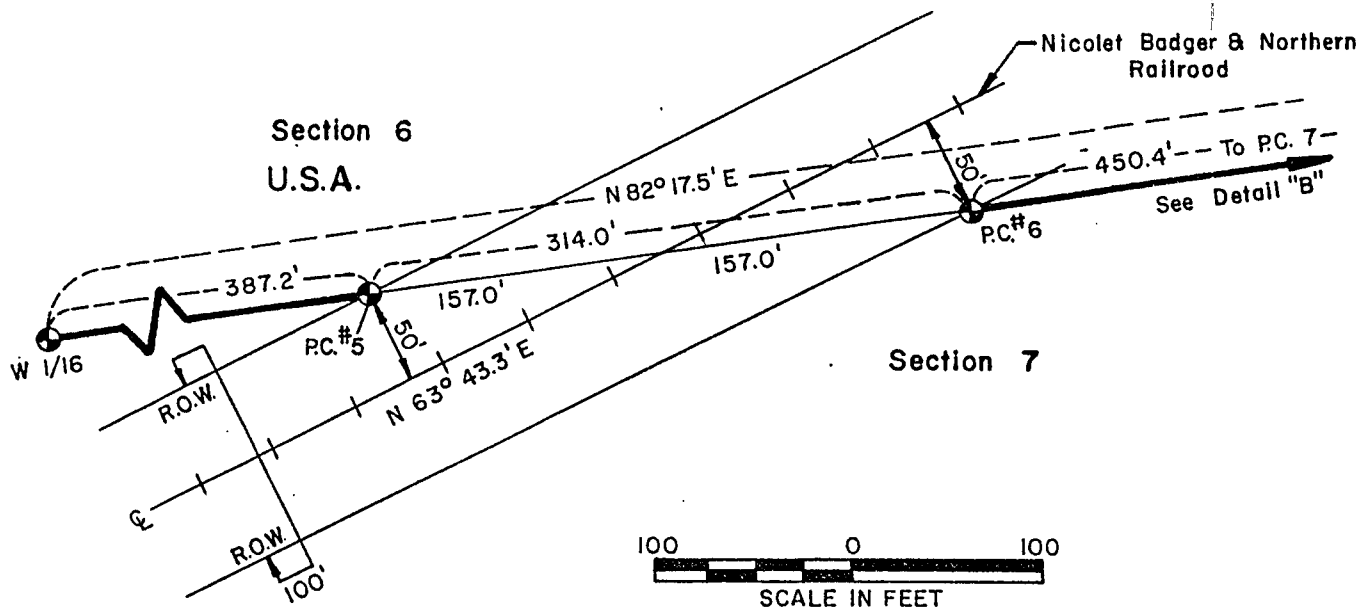 Nicolet Badger & Northern
Railroad
Section 6
U.S.A.
N 82° 17.5' E
50'
450.4'
To P.C. 7
See Detail "B"
P.C.#6
314.0'
387.2'
157.0'
157.0'
P.C.#5
50'
W 1/16
N 63° 43.3' E
Section 7
R.O.W.
℄
R.O.W.
100'
100 0 100
SCALE IN FEET